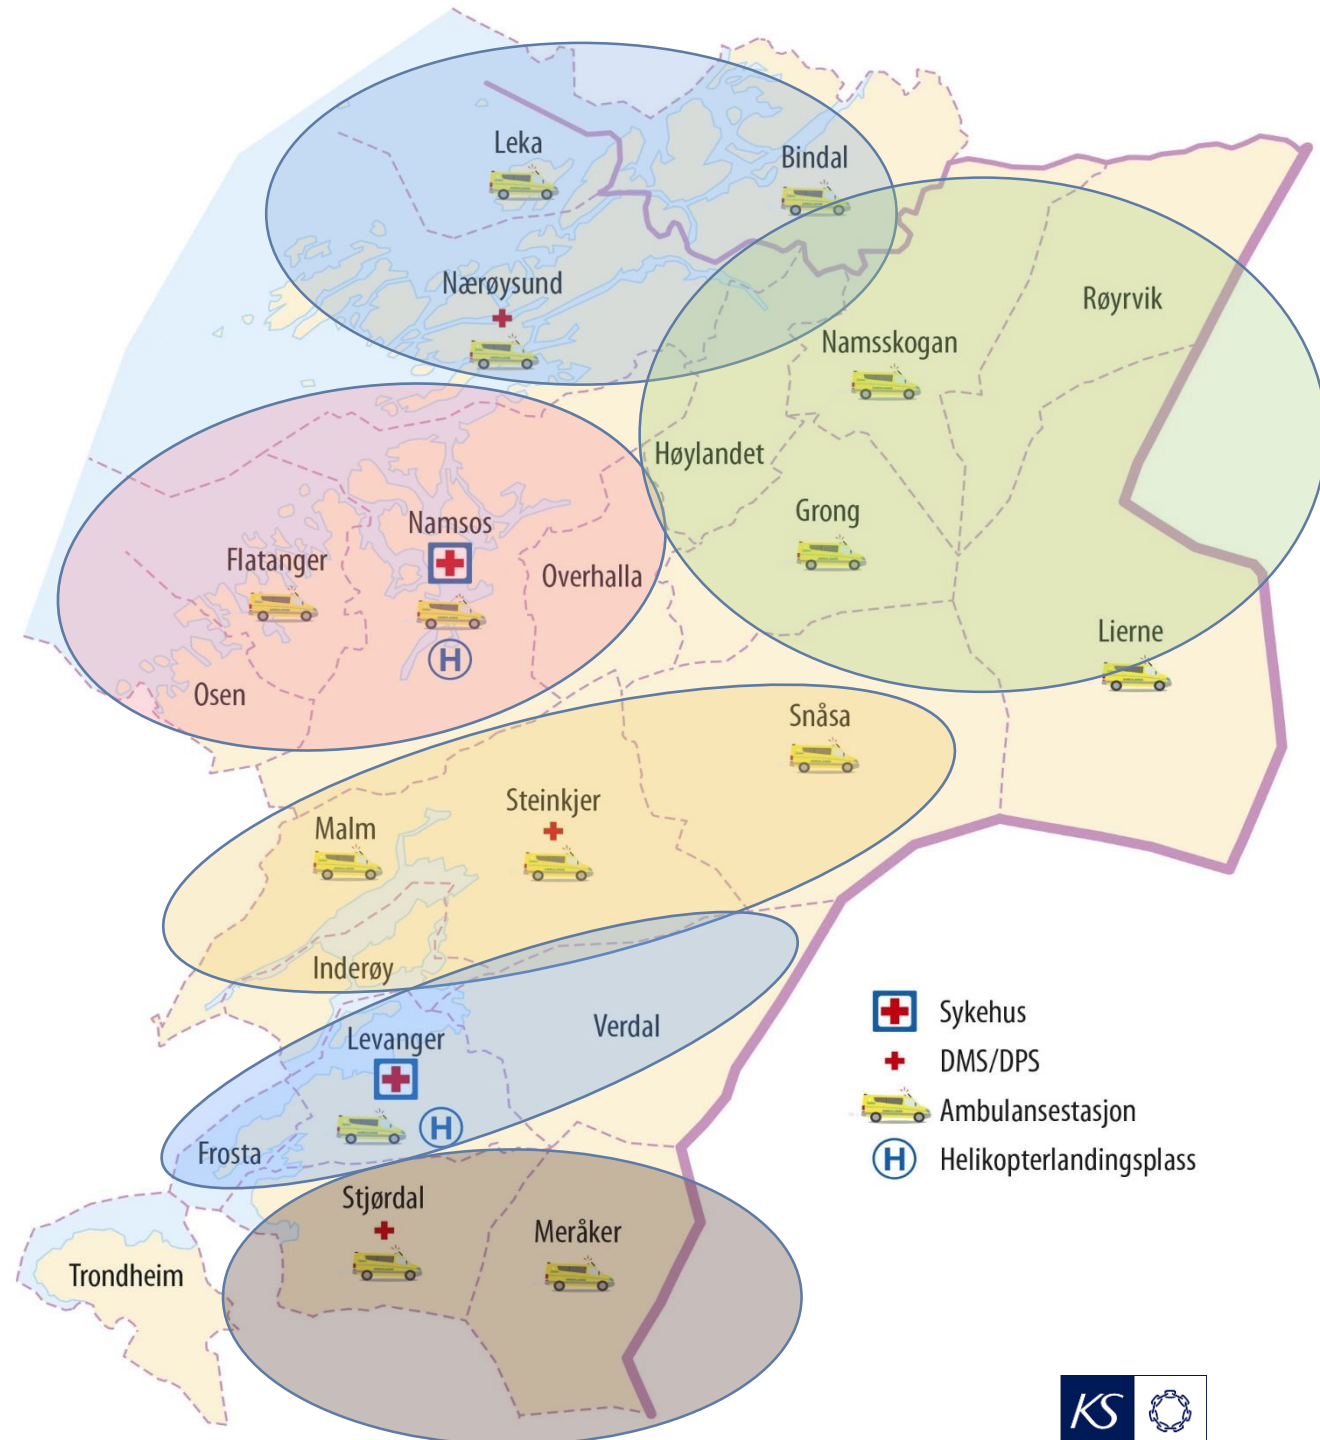 Leka
Bindal
Nærøysund
Røyrvik
Namsskogan
Høylandet
Grong
Namsos
Flatanger
Overhalla
H
Lierne
Osen
Snåsa
Steinkjer
Malm
Inderøy
Verdal
Levanger
H
Frosta
Stjørdal
Meråker
Trondheim
Sykehus
DMS/DPS
Ambulansestasjon
H Helikopterlandingsplass
KS